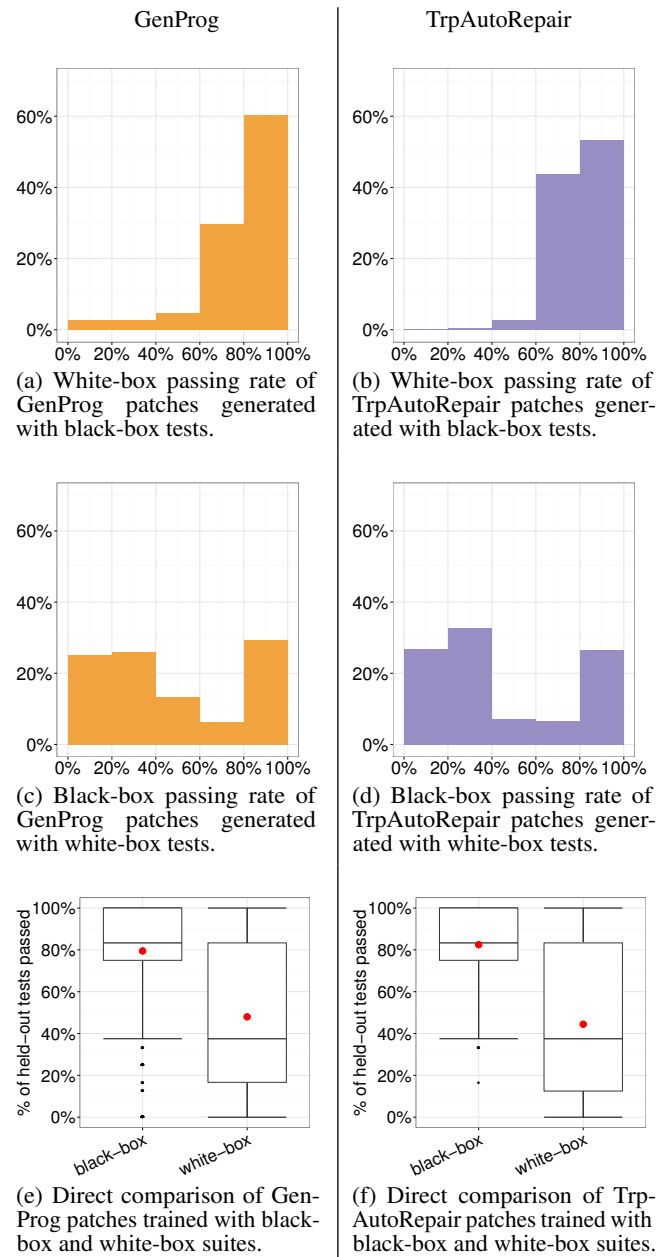 GenProg
TrpAutoRepair
60%
40%
20%
0%
0% 20% 40% 60% 80% 100%
(a) White-box passing rate of
GenProg patches generated
with black-box tests.
60%
40%
20%
0%
0% 20% 40% 60% 80% 100%
(b) White-box passing rate of
TrpAutoRepair patches gener-
ated with black-box tests.
60%
40%
20%
0%
0% 20% 40% 60% 80% 100%
(c) Black-box passing rate of
GenProg patches generated
with white-box tests.
60%
40%
20%
0%
0% 20% 40% 60% 80% 100%
(d) Black-box passing rate of
TrpAutoRepair patches gener-
ated with white-box tests.
% of held-out tests passed
100%
80%
60%
40%
20%
0%
black-box
white-box
(e) Direct comparison of Gen-
Prog patches trained with black-
box and white-box suites.
% of held-out tests passed
100%
80%
60%
40%
20%
0%
black-box
white-box
(f) Direct comparison of Trp-
AutoRepair patches trained with
black-box and white-box suites.